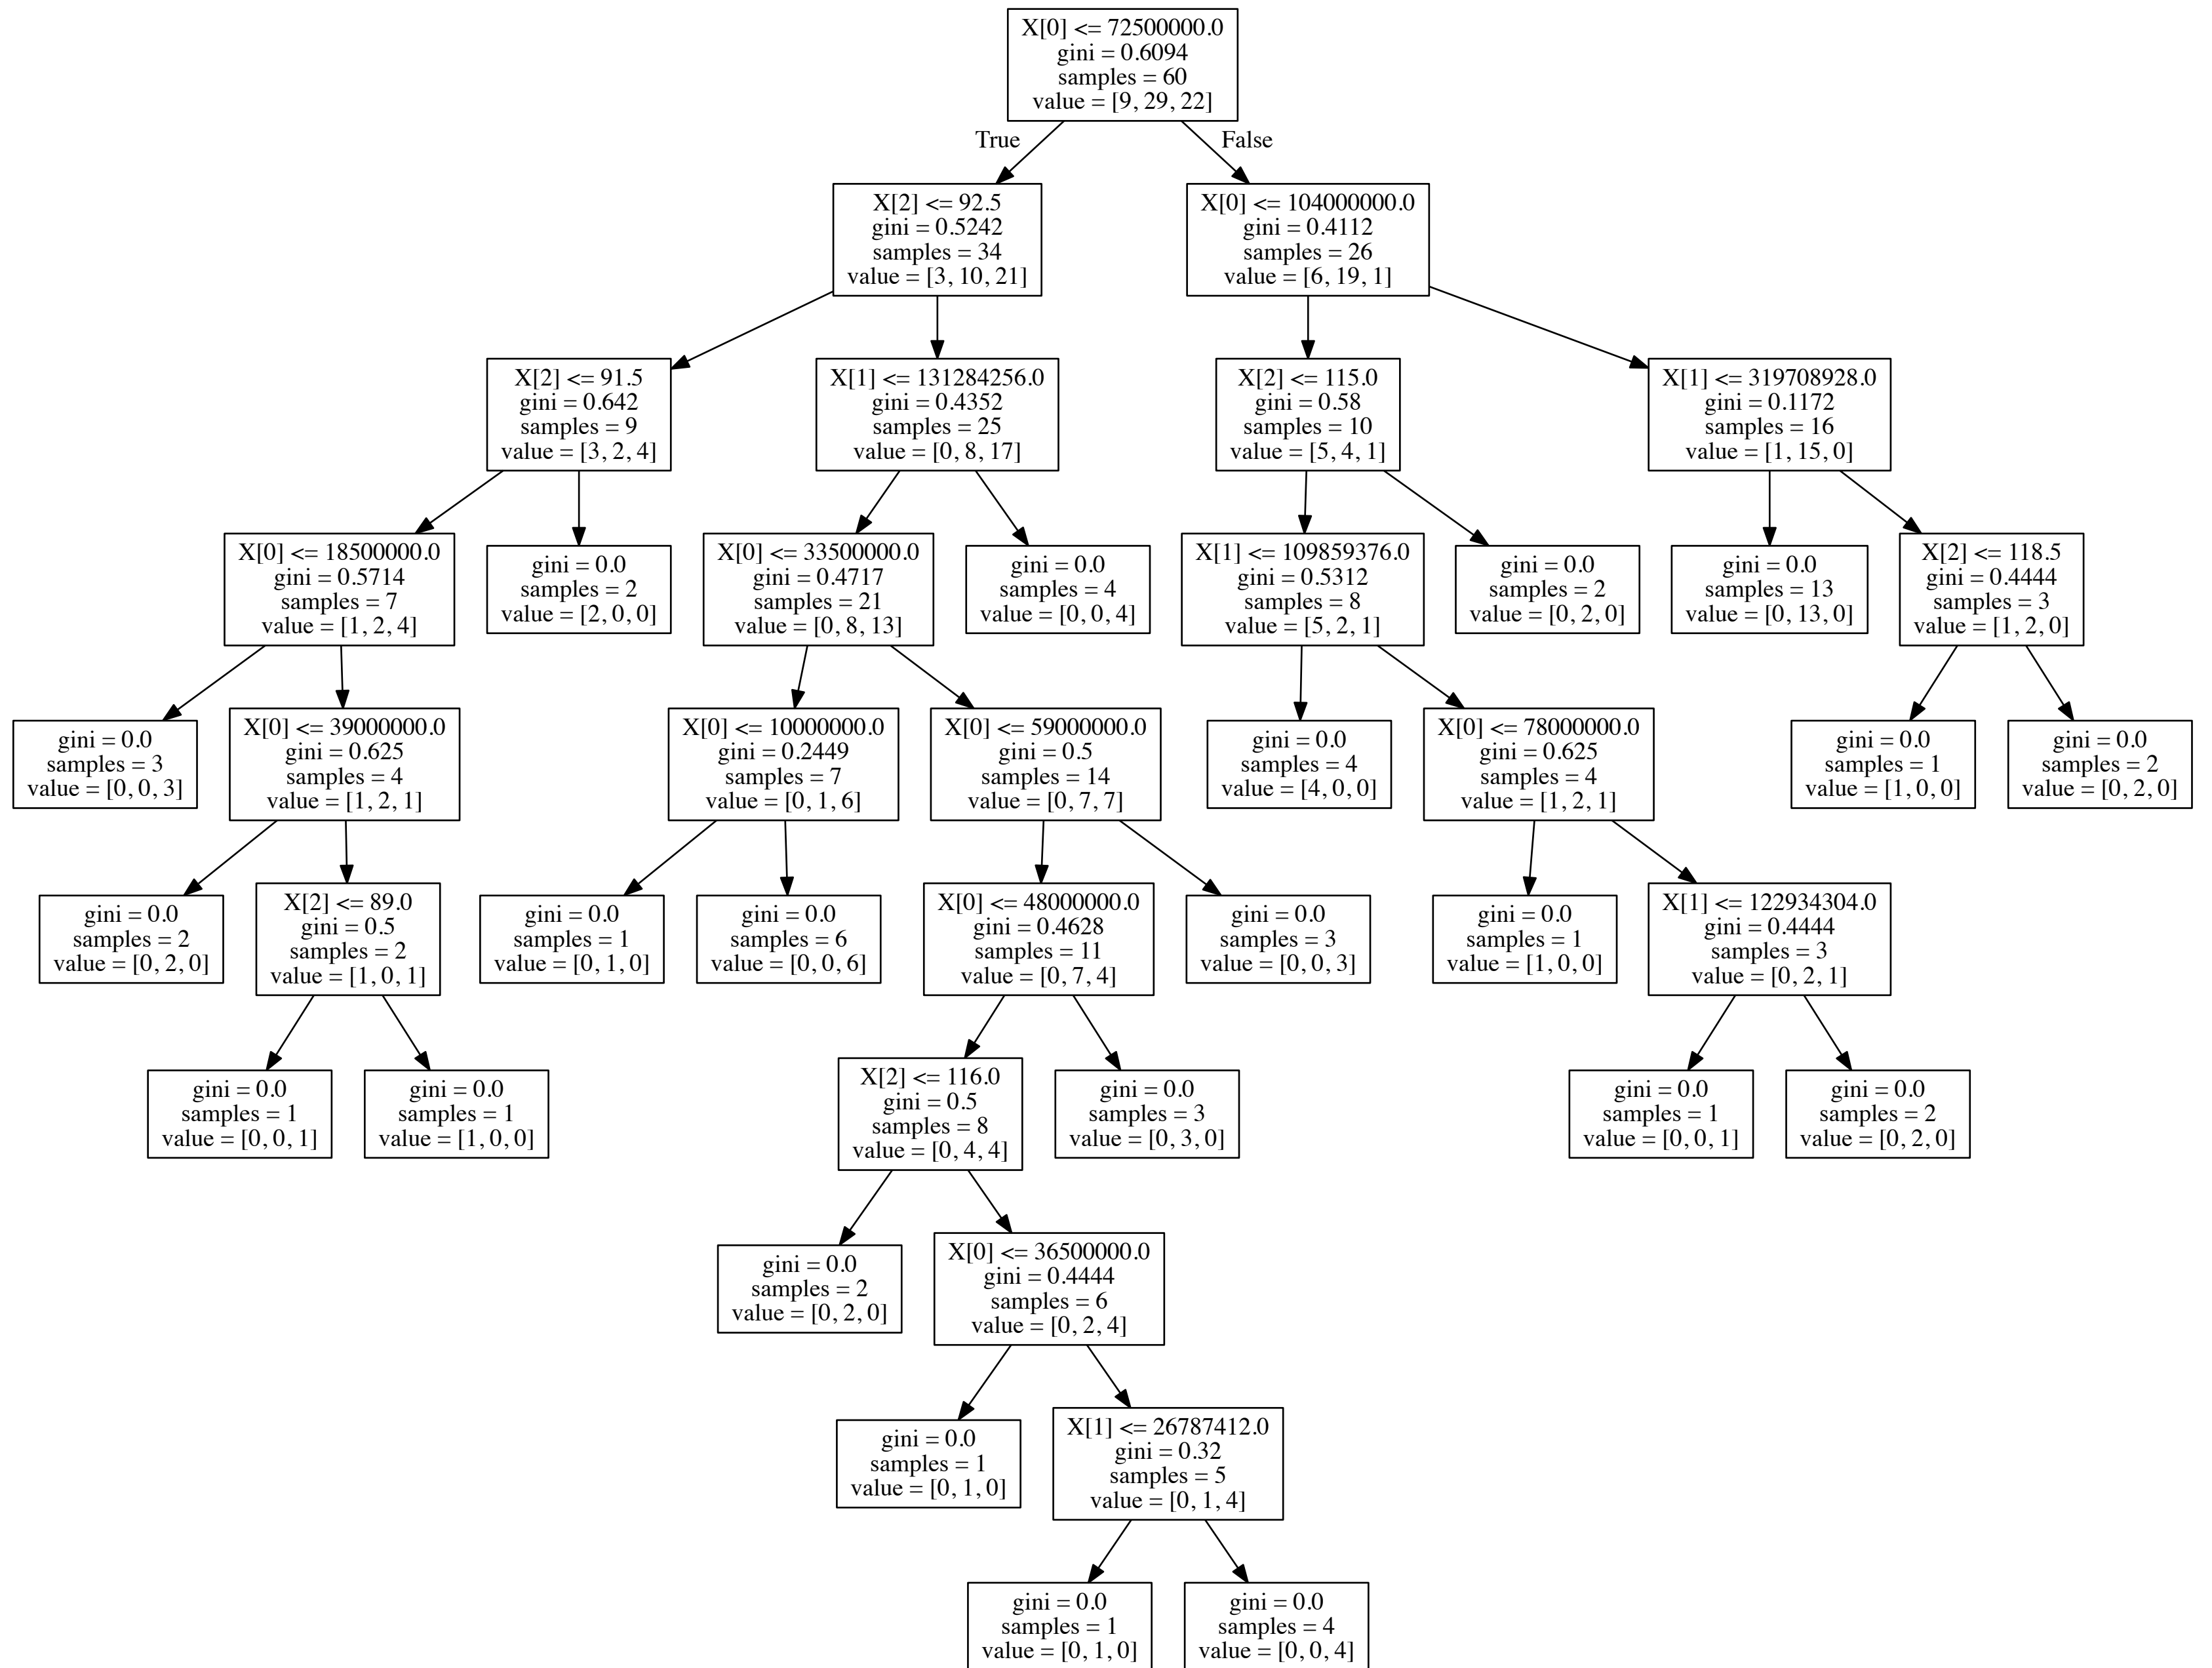 X[0] <= 72500000.0
gini = 0.6094
samples = 60
value = [9, 29, 22]
True
False
X[2] <= 92.5
gini = 0.5242
samples = 34
value = [3, 10, 21]
X[0] <= 104000000.0
gini = 0.4112
samples = 26
value = [6, 19, 1]
X[2] <= 91.5
gini = 0.642
samples = 9
value = [3, 2, 4]
X[1] <= 131284256.0
gini = 0.4352
samples = 25
value = [0, 8, 17]
X[2] <= 115.0
gini = 0.58
samples = 10
value = [5, 4, 1]
X[1] <= 319708928.0
gini = 0.1172
samples = 16
value = [1, 15, 0]
X[0] <= 18500000.0
gini = 0.5714
samples = 7
value = [1, 2, 4]
gini = 0.0
samples = 2
value = [2, 0, 0]
X[0] <= 33500000.0
gini = 0.4717
samples = 21
value = [0, 8, 13]
gini = 0.0
samples = 4
value = [0, 0, 4]
X[1] <= 109859376.0
gini = 0.5312
samples = 8
value = [5, 2, 1]
gini = 0.0
samples = 2
value = [0, 2, 0]
gini = 0.0
samples = 13
value = [0, 13, 0]
X[2] <= 118.5
gini = 0.4444
samples = 3
value = [1, 2, 0]
gini = 0.0
samples = 3
value = [0, 0, 3]
X[0] <= 39000000.0
gini = 0.625
samples = 4
value = [1, 2, 1]
X[0] <= 10000000.0
gini = 0.2449
samples = 7
value = [0, 1, 6]
X[0] <= 59000000.0
gini = 0.5
samples = 14
value = [0, 7, 7]
gini = 0.0
samples = 4
value = [4, 0, 0]
X[0] <= 78000000.0
gini = 0.625
samples = 4
value = [1, 2, 1]
gini = 0.0
samples = 1
value = [1, 0, 0]
gini = 0.0
samples = 2
value = [0, 2, 0]
gini = 0.0
samples = 2
value = [0, 2, 0]
X[2] <= 89.0
gini = 0.5
samples = 2
value = [1, 0, 1]
gini = 0.0
samples = 1
value = [0, 1, 0]
gini = 0.0
samples = 6
value = [0, 0, 6]
X[0] <= 48000000.0
gini = 0.4628
samples = 11
value = [0, 7, 4]
gini = 0.0
samples = 3
value = [0, 0, 3]
gini = 0.0
samples = 1
value = [1, 0, 0]
X[1] <= 122934304.0
gini = 0.4444
samples = 3
value = [0, 2, 1]
gini = 0.0
samples = 1
value = [0, 0, 1]
gini = 0.0
samples = 1
value = [1, 0, 0]
X[2] <= 116.0
gini = 0.5
samples = 8
value = [0, 4, 4]
gini = 0.0
samples = 3
value = [0, 3, 0]
gini = 0.0
samples = 1
value = [0, 0, 1]
gini = 0.0
samples = 2
value = [0, 2, 0]
gini = 0.0
samples = 2
value = [0, 2, 0]
X[0] <= 36500000.0
gini = 0.4444
samples = 6
value = [0, 2, 4]
gini = 0.0
samples = 1
value = [0, 1, 0]
X[1] <= 26787412.0
gini = 0.32
samples = 5
value = [0, 1, 4]
gini = 0.0
samples = 1
value = [0, 1, 0]
gini = 0.0
samples = 4
value = [0, 0, 4]